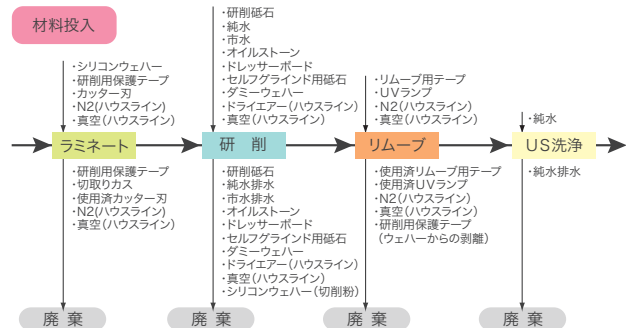 材料投入
・シリコンウェハー
・研削用保護テープ
・カッター刃
・N2(ハウスライン)
・真空(ハウスライン)
・研削砥石
・純水
・市水
・オイルストーン
・ドレッサーボード
・セルフグラインド用砥石
・ダミーウェハー
・ドライエアー(ハウスライン)
・真空(ハウスライン)
・リムーブ用テープ
・UVランプ
・N2(ハウスライン)
・真空(ハウスライン)
・純水
ラミネート
研 削
リムーブ
US洗浄
・研削用保護テープ
・切取りカス
・使用済カッター刃
・N2(ハウスライン)
・真空(ハウスライン)
・研削砥石
・純水排水
・市水排水
・オイルストーン
・ドレッサーボード
・セルフグラインド用砥石
・ダミーウェハー
・ドライエアー(ハウスライン)
・真空(ハウスライン)
・シリコンウェハー(切削粉)
・使用済リムーブ用テープ
・使用済UVランプ
・N2(ハウスライン)
・真空(ハウスライン)
・研削用保護テープ
(ウェハーからの剥離)
・純水排水
廃 棄
廃 棄
廃 棄
廃 棄